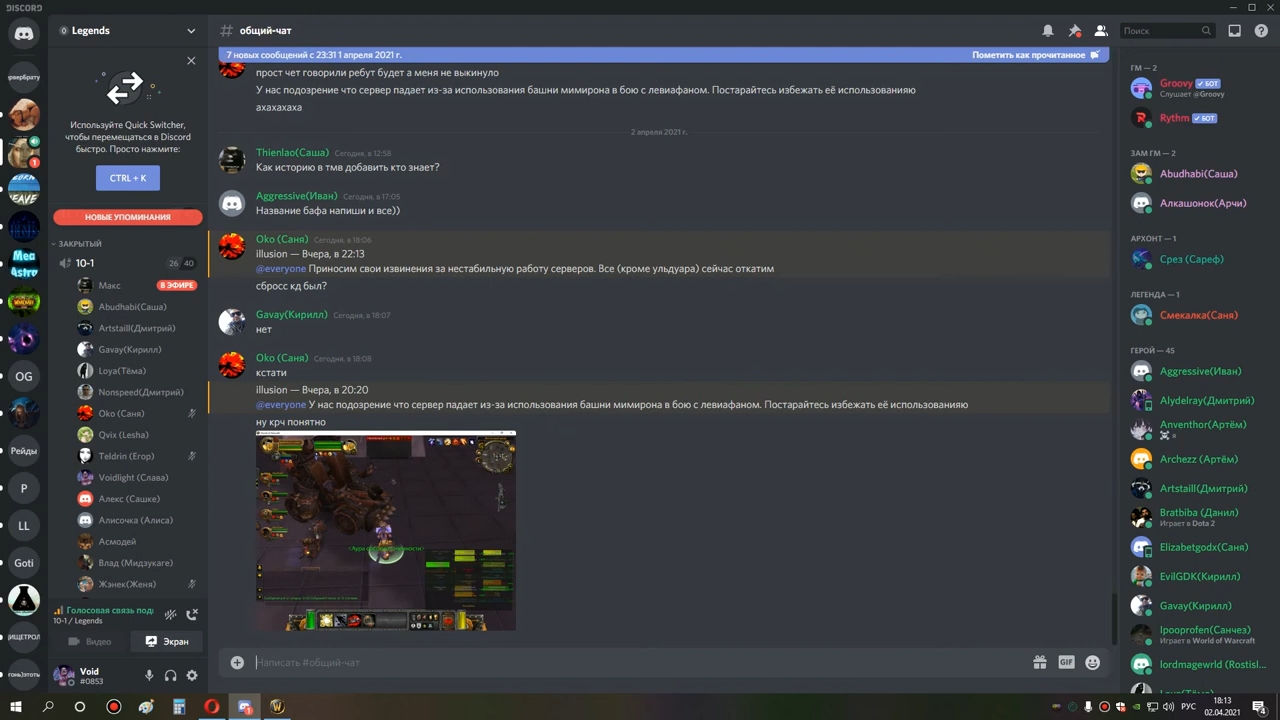 DISCORD
Legends
Используйте Quick Switcher,
чтобы перемещаться в Discord
быстро. Просто нажмите:
CTRL + K
НОВЫЕ УПОМИНАНИЯ
ЗАКРЫТЫЙ
10-1
26 40
Макс
В ЭФИРЕ
Abudhabi(Саша)
Artstaill(Дмитрий)
Gavay(Кирилл)
Loya(Тёма)
Nonspeed(Дмитрий)
Oko (Саня)
Qvix (Lesha)
Teldrin (Егор)
Voidlight (Слава)
Алекс (Сашке)
Алисочка (Алиса)
Асмодей
Влад (Мидзукаге)
Жэнек(Женя)
Голосовая связь под
10-1 / Legends
Видео
Экран
Void
#0853
OG
Рейды
P
LL
Goti
# общий-чат
Поиск
7 новых сообщений с 23:31 1 апреля 2021 г.
Пометить как прочитанное
прост чет говорили ребут будет а меня не выкинуло
У нас подозрение что сервер падает из-за использования башни мимирона в бою с левиафаном. Постарайтесь избежать её использованияю
ахахахаха
2 апреля 2021 г.
Thienlao(Саша) Сегодня, в 12:58
Как историю в тмв добавить кто знает?
Aggressive(Иван) Сегодня, в 17:05
Название бафа напиши и все))
Oko (Саня) Сегодня, в 18:06
illusion — Вчера, в 22:13
@everyone Приносим свои извинения за нестабильную работу серверов. Все (кроме ульдуара) сейчас откатим
сбросс кд был?
Gavay(Кирилл) Сегодня, в 18:07
нет
Oko (Саня) Сегодня, в 18:08
кстати
illusion — Вчера, в 20:20
@everyone У нас подозрение что сервер падает из-за использования башни мимирона в бою с левиафаном. Постарайтесь избежать её использованияю
ну крч понятно
Написать #общий-чат
GIF
ГМ — 2
Groovy БОТ
Слушает @Groovy
Rythm БОТ
ЗАМ ГМ — 2
Abudhabi(Саша)
Алкашонок(Арчи)
АРХОНТ — 1
Срез (Сареф)
ЛЕГЕНДА — 1
Смекалка(Саня)
ГЕРОЙ — 45
Aggressive(Иван)
Alydelray(Дмитрий)
Anventhor(Артём)
Archezz (Артём)
Artstaill(Дмитрий)
Bratbiba (Данил)
Играет в Dota 2
Elizabetgodx(Саня)
EvilGDK(Кирилл)
Gavay(Кирилл)
Ipooprofen(Санчез)
Играет в World of Warcraft
lordmagewrld (Rostisl...
РУС
18:13
02.04.2021